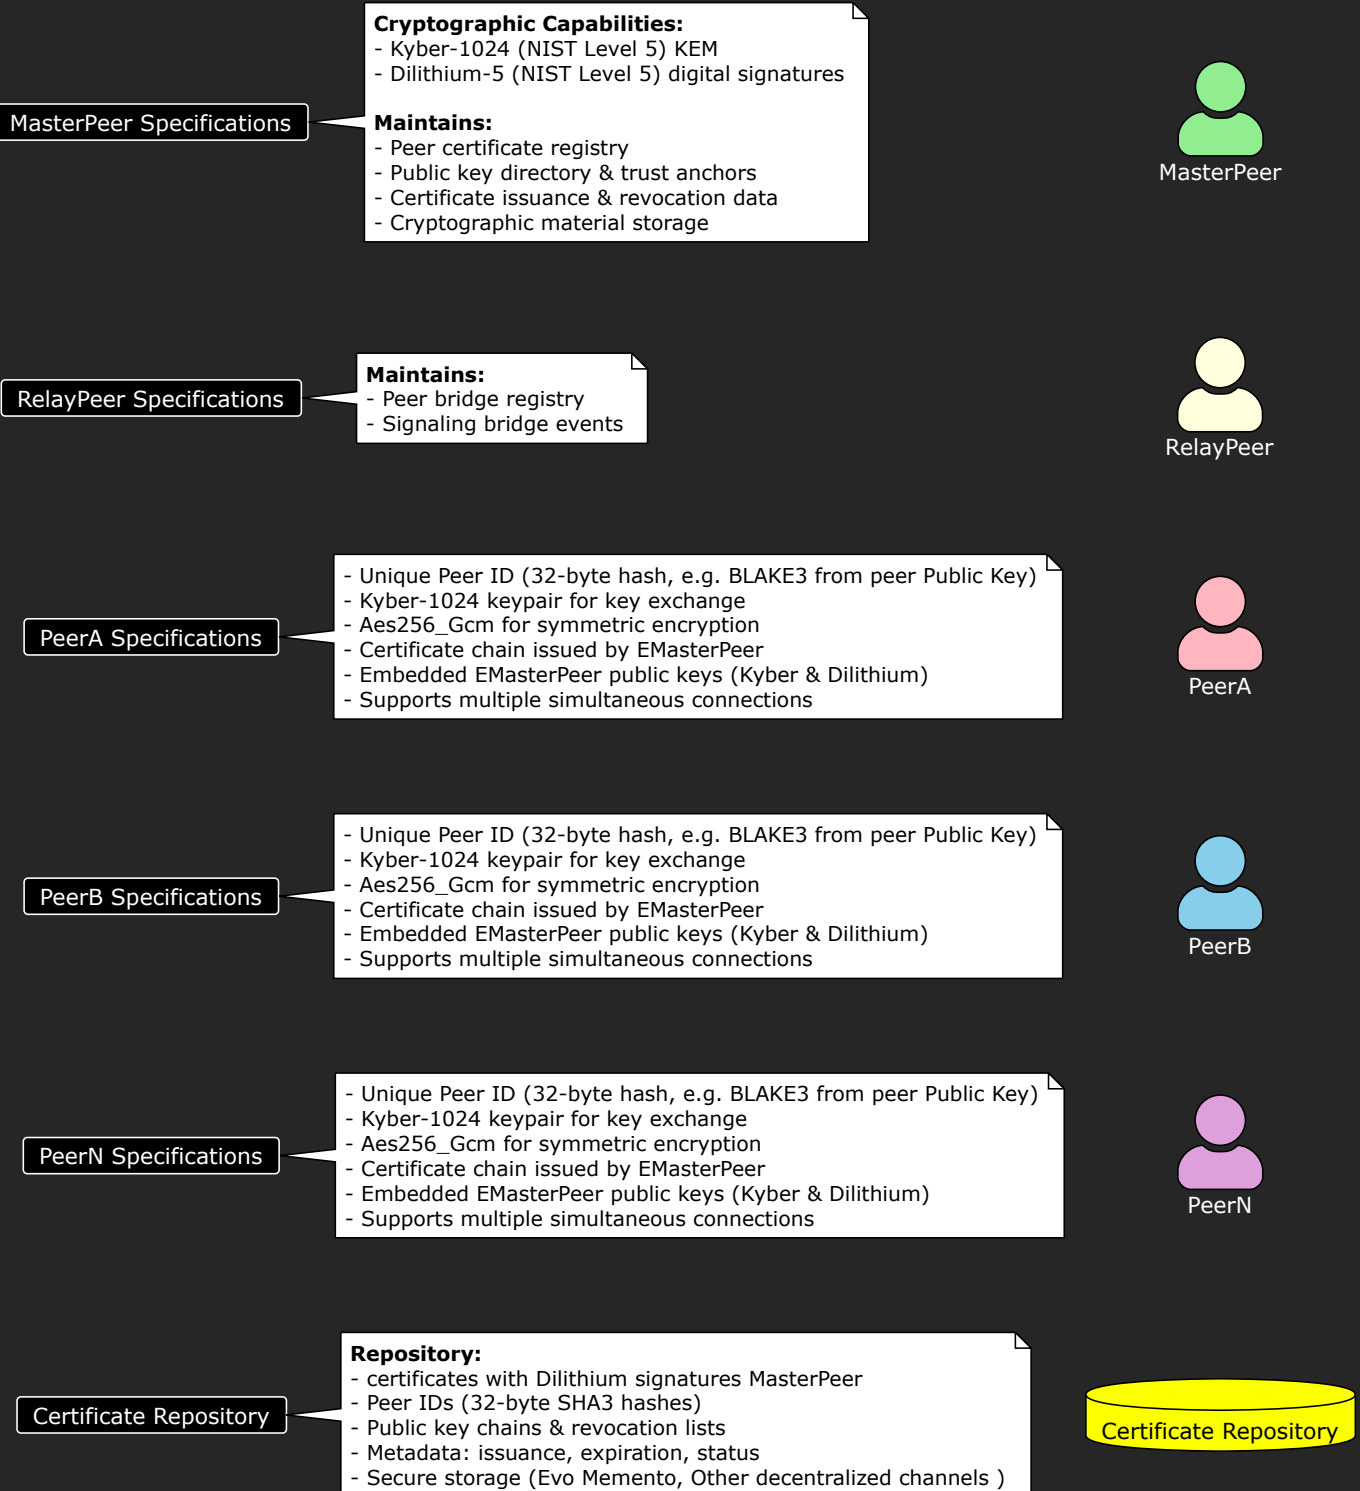 Cryptographic Capabilities:
- Kyber-1024 (NIST Level 5) KEM
- Dilithium-5 (NIST Level 5) digital signatures
MasterPeer Specifications
Maintains:
- Peer certificate registry
- Public key directory & trust anchors
- Certificate issuance & revocation data
- Cryptographic material storage
MasterPeer
RelayPeer Specifications
Maintains:
- Peer bridge registry
- Signaling bridge events
RelayPeer
PeerA Specifications
- Unique Peer ID (32-byte hash, e.g. BLAKE3 from peer Public Key)
- Kyber-1024 keypair for key exchange
- Aes256_Gcm for symmetric encryption
- Certificate chain issued by EMasterPeer
- Embedded EMasterPeer public keys (Kyber & Dilithium)
- Supports multiple simultaneous connections
PeerA
PeerB Specifications
- Unique Peer ID (32-byte hash, e.g. BLAKE3 from peer Public Key)
- Kyber-1024 keypair for key exchange
- Aes256_Gcm for symmetric encryption
- Certificate chain issued by EMasterPeer
- Embedded EMasterPeer public keys (Kyber & Dilithium)
- Supports multiple simultaneous connections
PeerB
PeerN Specifications
- Unique Peer ID (32-byte hash, e.g. BLAKE3 from peer Public Key)
- Kyber-1024 keypair for key exchange
- Aes256_Gcm for symmetric encryption
- Certificate chain issued by EMasterPeer
- Embedded EMasterPeer public keys (Kyber & Dilithium)
- Supports multiple simultaneous connections
PeerN
Certificate Repository
Repository:
- certificates with Dilithium signatures MasterPeer
- Peer IDs (32-byte SHA3 hashes)
- Public key chains & revocation lists
- Metadata: issuance, expiration, status
- Secure storage (Evo Memento, Other decentralized channels )
Certificate Repository